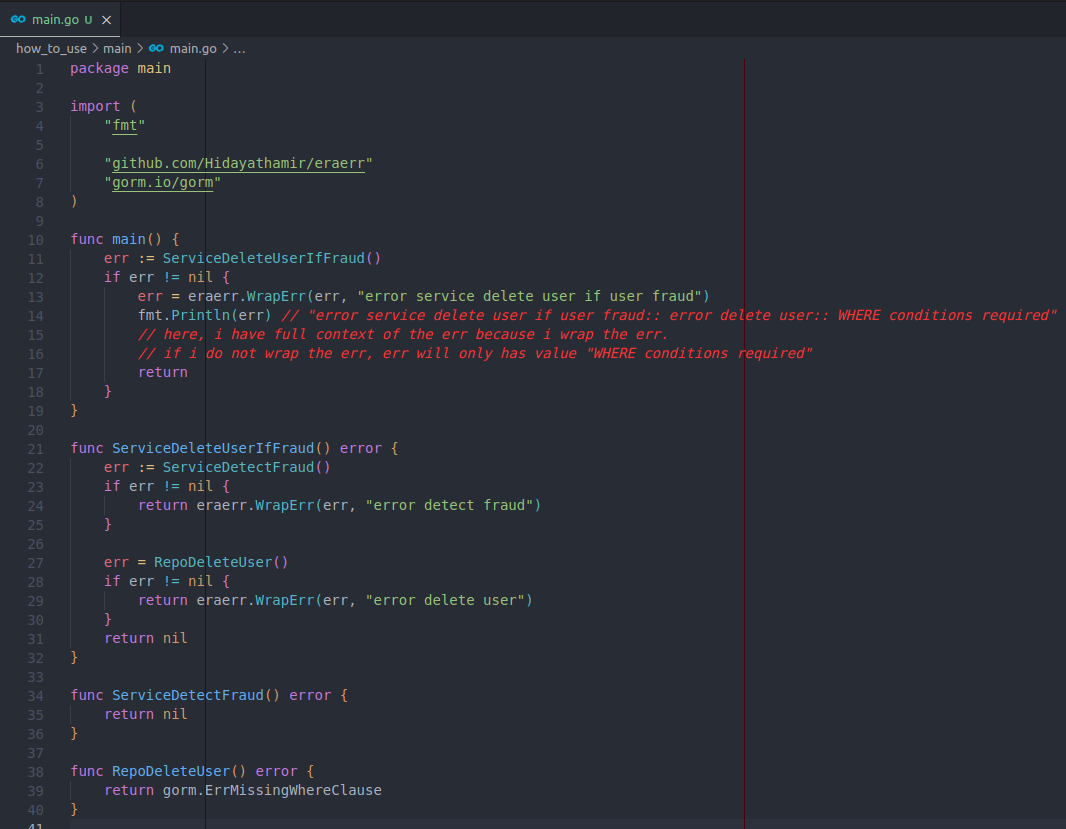 GO main.go U ×
how_to_use > main > GO main.go > ...
1 package main
2
3 import (
4     "fmt"
5
6     "github.com/Hidayathamir/eraerr"
7     "gorm.io/gorm"
8 )
9
10 func main() {
11     err := ServiceDeleteUserIfFraud()
12     if err != nil {
13         err = eraerr.WrapErr(err, "error service delete user if user fraud")
14         fmt.Println(err) // "error service delete user if user fraud:: error delete user:: WHERE conditions required"
15         // here, i have full context of the err because i wrap the err.
16         // if i do not wrap the err, err will only has value "WHERE conditions required"
17         return
18     }
19 }
20
21 func ServiceDeleteUserIfFraud() error {
22     err := ServiceDetectFraud()
23     if err != nil {
24         return eraerr.WrapErr(err, "error detect fraud")
25     }
26
27     err = RepoDeleteUser()
28     if err != nil {
29         return eraerr.WrapErr(err, "error delete user")
30     }
31     return nil
32 }
33
34 func ServiceDetectFraud() error {
35     return nil
36 }
37
38 func RepoDeleteUser() error {
39     return gorm.ErrMissingWhereClause
40 }
41